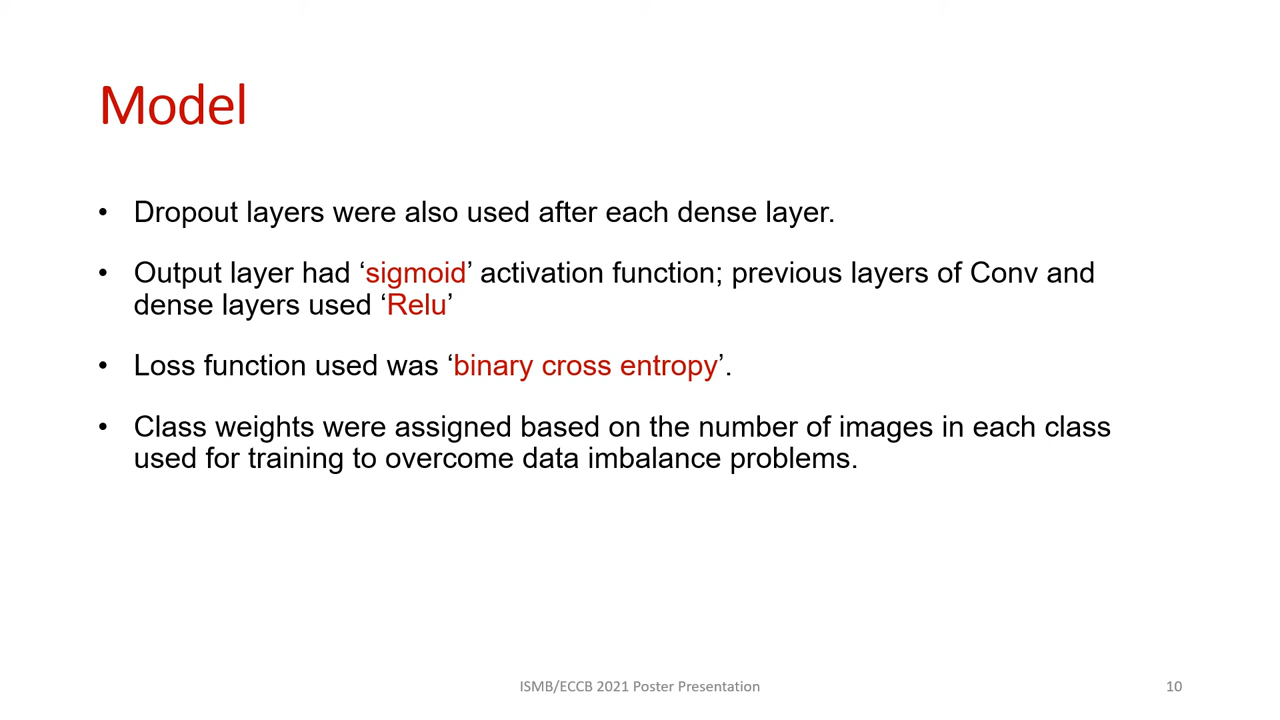 Model
• Dropout layers were also used after each dense layer.
• Output layer had ‘sigmoid’ activation function; previous layers of Conv and
dense layers used ‘Relu’
• Loss function used was ‘binary cross entropy’.
• Class weights were assigned based on the number of images in each class
used for training to overcome data imbalance problems.
ISMB/ECCB 2021 Poster Presentation
10